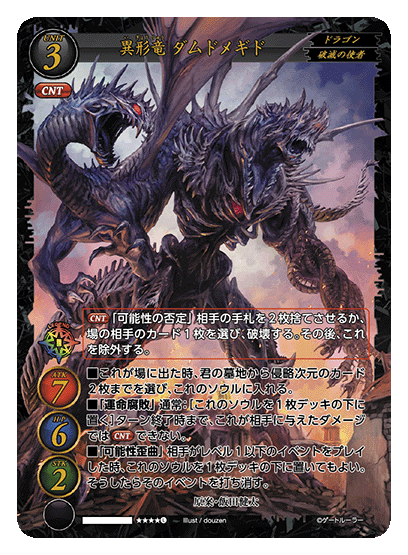 UNIT
3
異形竜 ダムドメギド
ドラゴン
破滅の使者
CNT
CNT 「可能性の否定」相手の手札を２枚捨てさせるか、
場の相手のカード１枚を選び、破壊する。その後、これ
を除外する。
■これが場に出た時、君の墓地から侵略次元のカード
２枚までを選び、これのソウルに入れる。
■「運命腐敗」通常:［これのソウルを１枚デッキの下に
置く］ターン終了時まで、これが相手に与えたダメージ
では CNT できない。
■「可能性歪曲」相手がレベル１以下のイベントをプレイ
した時、これのソウルを１枚デッキの下に置いてもよい。
そうしたらそのイベントを打ち消す。
ATK
7
H.P.
6
STK
2
原案・飯田健太
★★★★ Illust / douzen
©ゲートルーラー